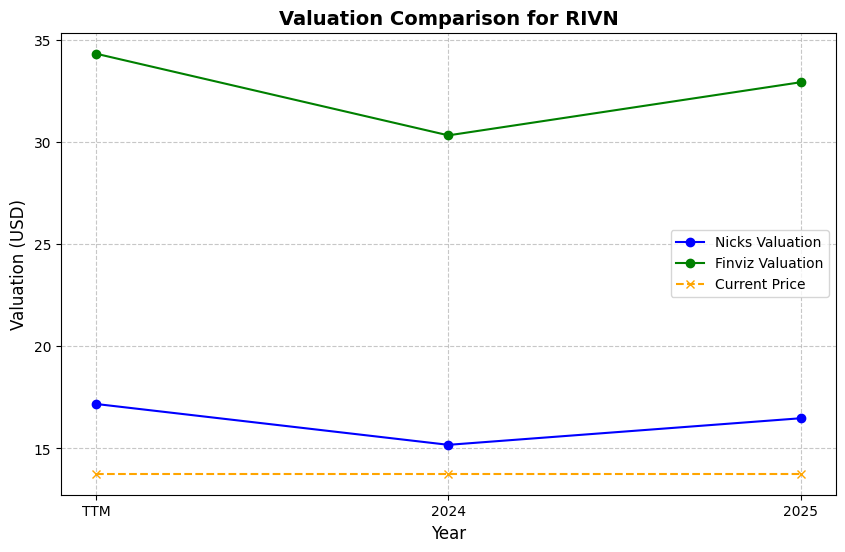 Valuation Comparison for RIVN
35
30
25
20
15
Valuation (USD)
Nicks Valuation
Finviz Valuation
Current Price
TTM
2024
2025
Year